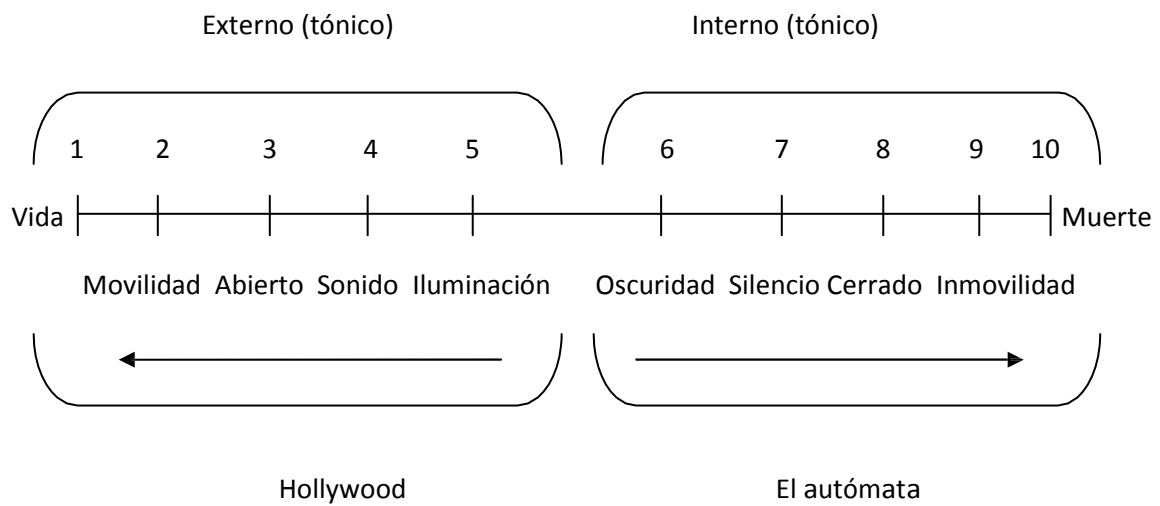 Externo (tónico) Interno (tónico)
1 2 3 4 5 6 7 8 9 10
Vida Muerte
Movilidad Abierto Sonido Iluminación Oscuridad Silencio Cerrado Inmovilidad
Hollywood El autómata